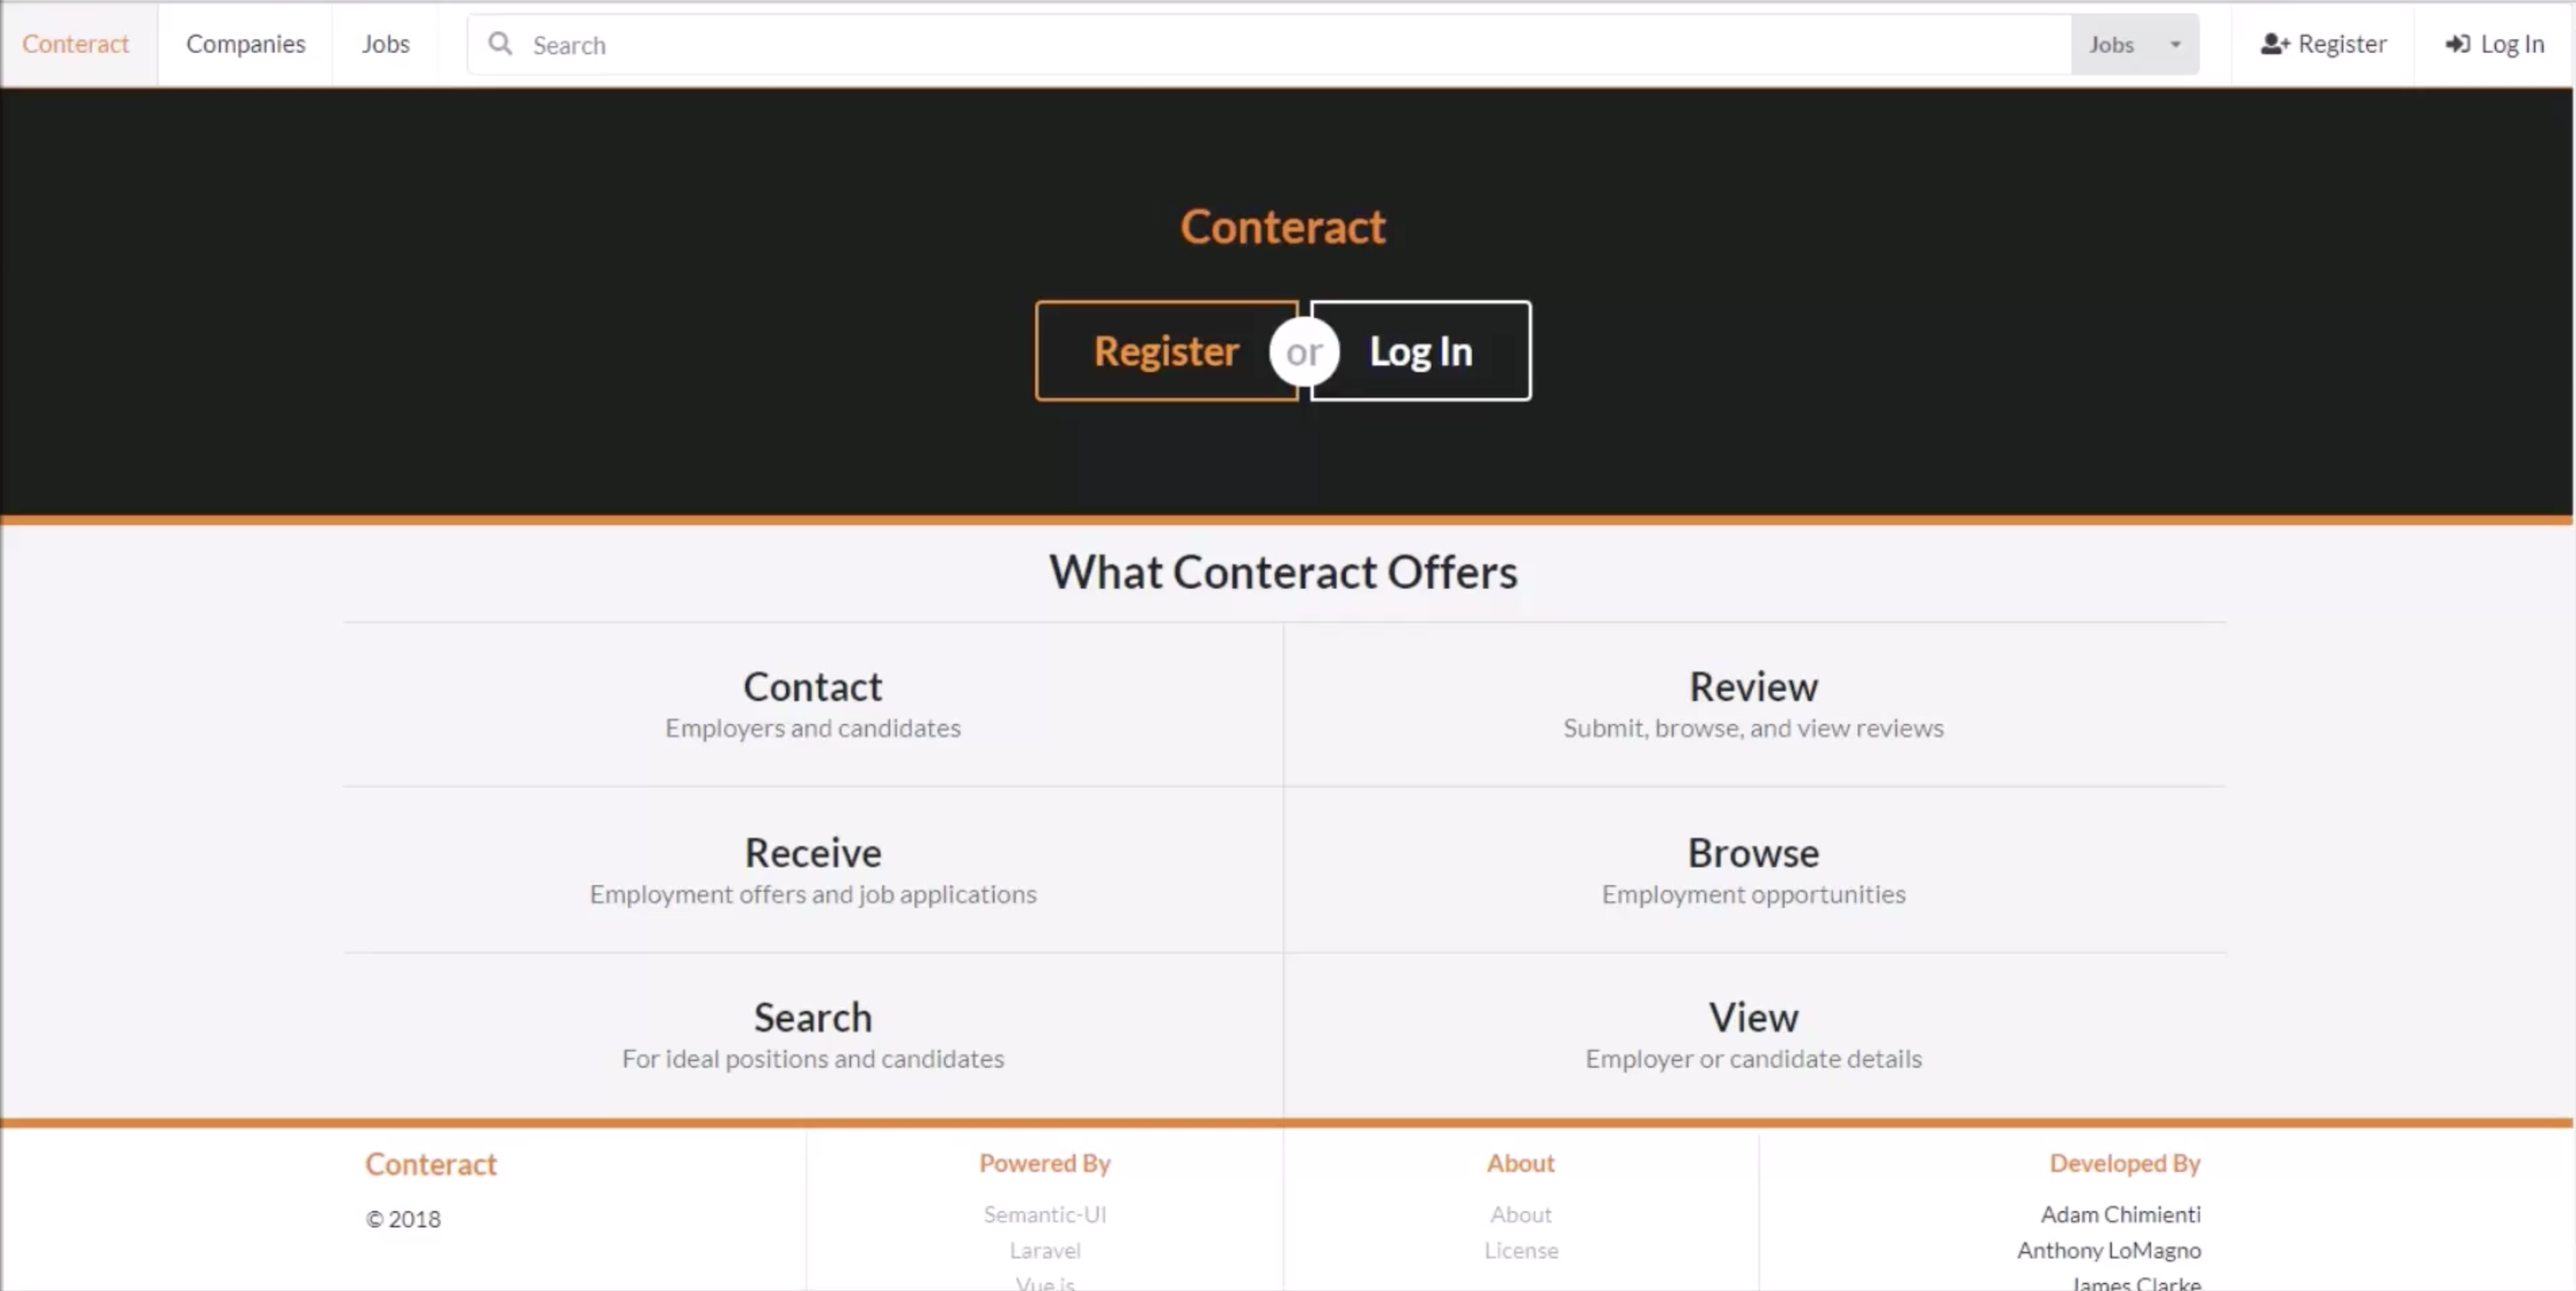 Conteract Companies Jobs Search Jobs Register Log In
Conteract
Register or Log In
What Conteract Offers
Contact
Employers and candidates
Review
Submit, browse, and view reviews
Receive
Employment offers and job applications
Browse
Employment opportunities
Search
For ideal positions and candidates
View
Employer or candidate details
Conteract
© 2018
Powered By
Semantic-UI
Laravel
Vue.js
About
About
License
Developed By
Adam Chimienti
Anthony LoMagno
James Clarke